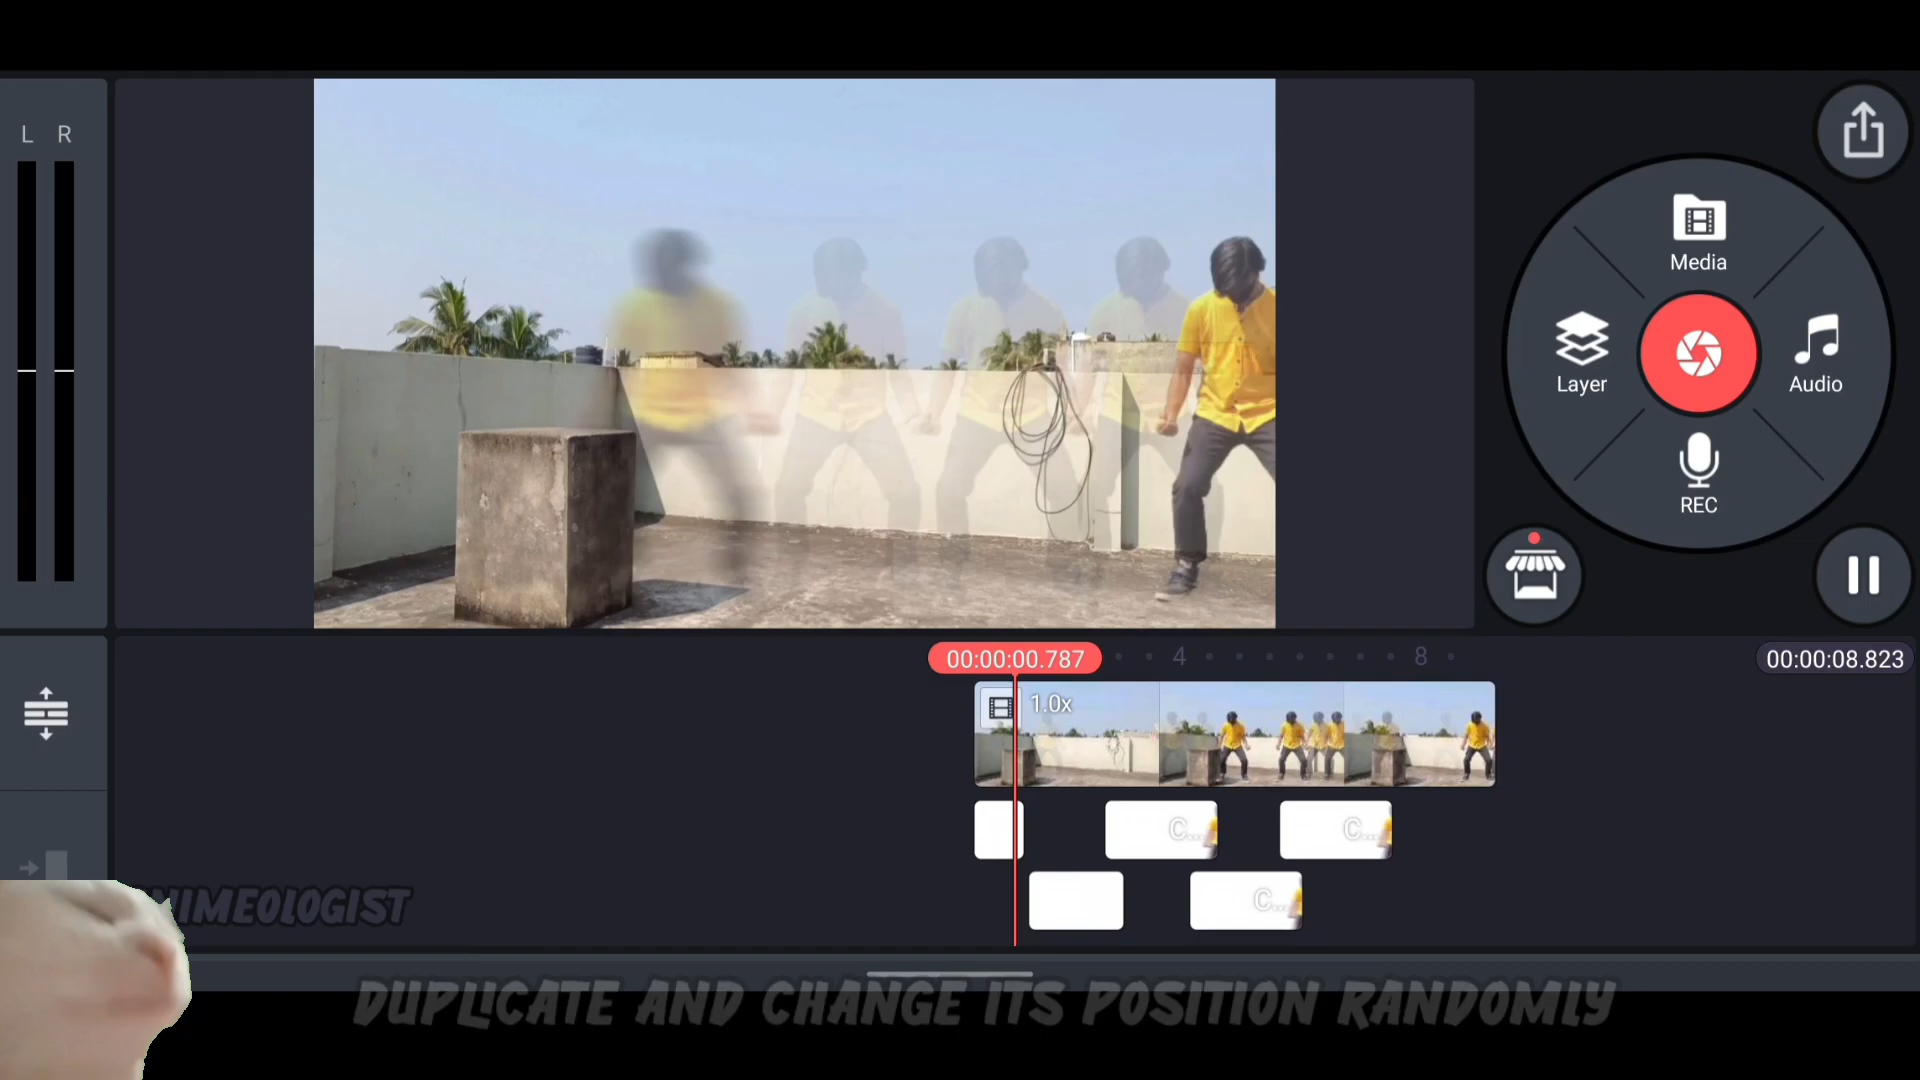 L R
Media
Layer
Audio
REC
00:00:00.787
4
8
00:00:08.823
1.0x
C...
C...
C...
NIMEOLOGIST
DUPLICATE AND CHANGE ITS POSITION RANDOMLY